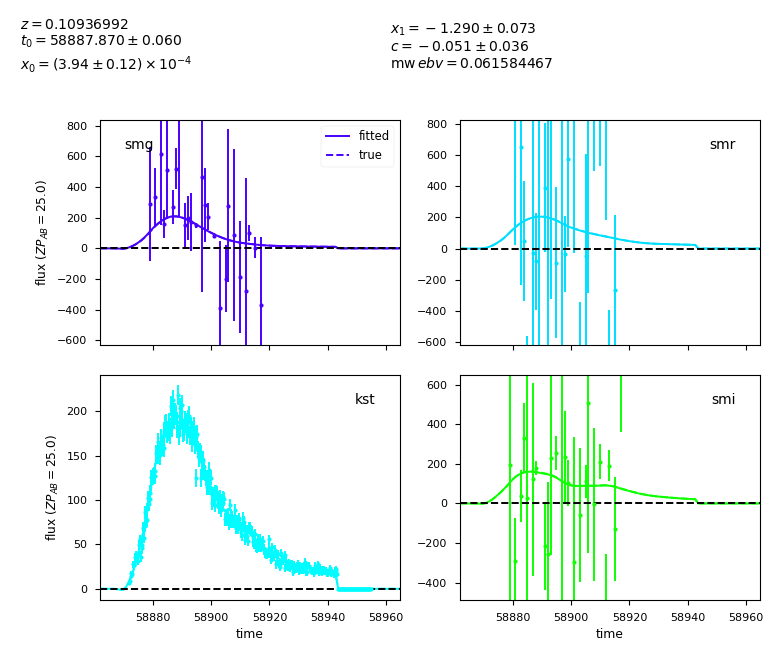 z = 0.10936992
t₀ = 58887.870 ± 0.060
x₀ = (3.94 ± 0.12) × 10⁻⁴
x₁ = −1.290 ± 0.073
c = −0.051 ± 0.036
mw ebv = 0.061584467
800
600
400
200
0
−200
−400
−600
flux (ZP_AB = 25.0)
smg
fitted
true
800
600
400
200
0
−200
−400
−600
smr
200
150
100
50
0
flux (ZP_AB = 25.0)
kst
58880 58900 58920 58940 58960
time
600
400
200
0
−200
−400
smi
58880 58900 58920 58940 58960
time